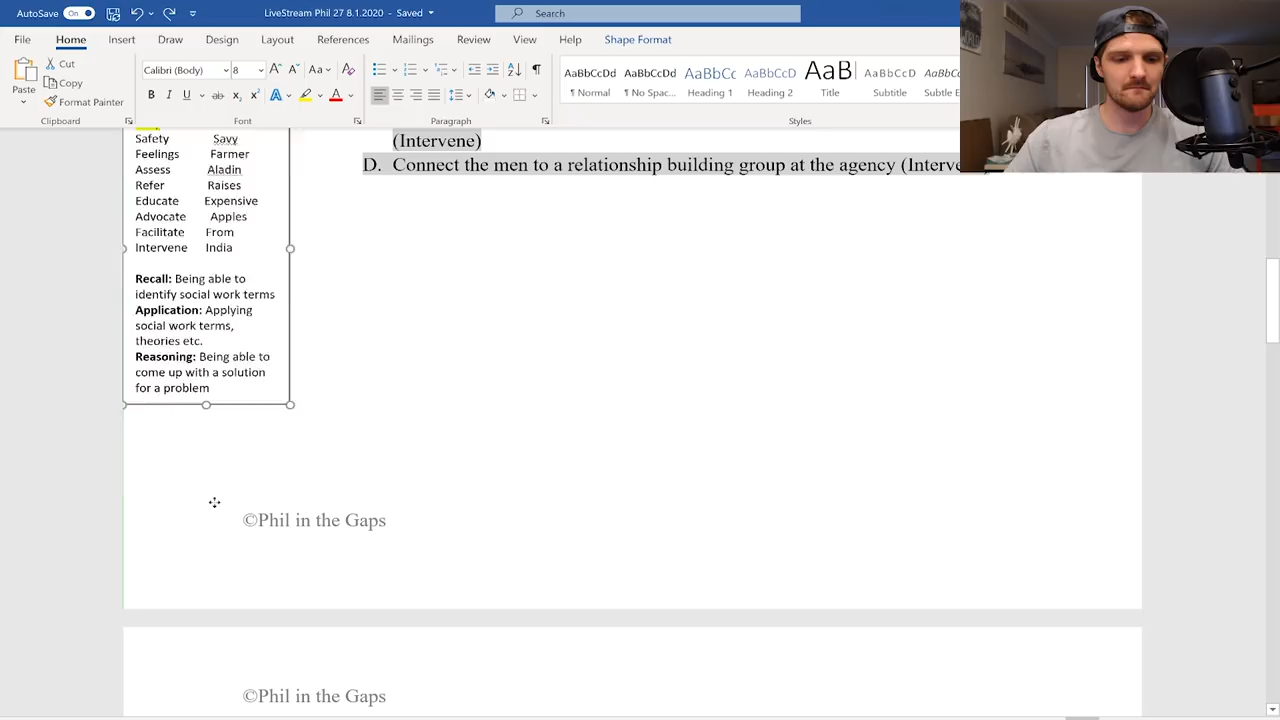 AutoSave On LiveStream Phil 27 8.1.2020 - Saved Search
File Home Insert Draw Design Layout References Mailings Review View Help Shape Format
Paste Cut Copy Format Painter
Calibri (Body) 8
AaBbCcDd AaBbCcDd AaBbCc AaBbCcD AaB AaBbCcD AaBbCcD
¶ Normal ¶ No Spac... Heading 1 Heading 2 Title Subtitle Subtle E
Clipboard Font Paragraph Styles
(Intervene)
D. Connect the men to a relationship building group at the agency (Interve
Safety Savy
Feelings Farmer
Assess Aladin
Refer Raises
Educate Expensive
Advocate Apples
Facilitate From
Intervene India
Recall: Being able to
identify social work terms
Application: Applying
social work terms,
theories etc.
Reasoning: Being able to
come up with a solution
for a problem
©Phil in the Gaps
©Phil in the Gaps